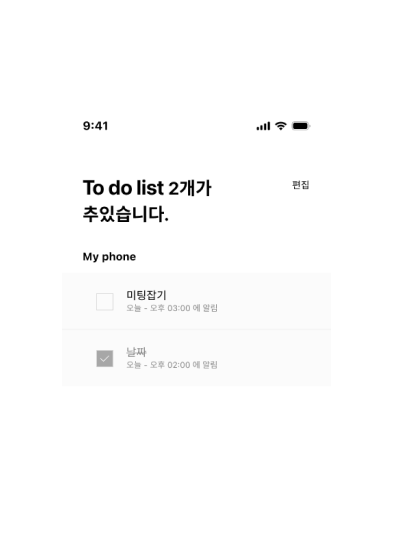 9:41
To do list 2개가
추있습니다.
편집
My phone
미팅잡기
오늘 - 오후 03:00 에 알림
날짜
오늘 - 오후 02:00 에 알림